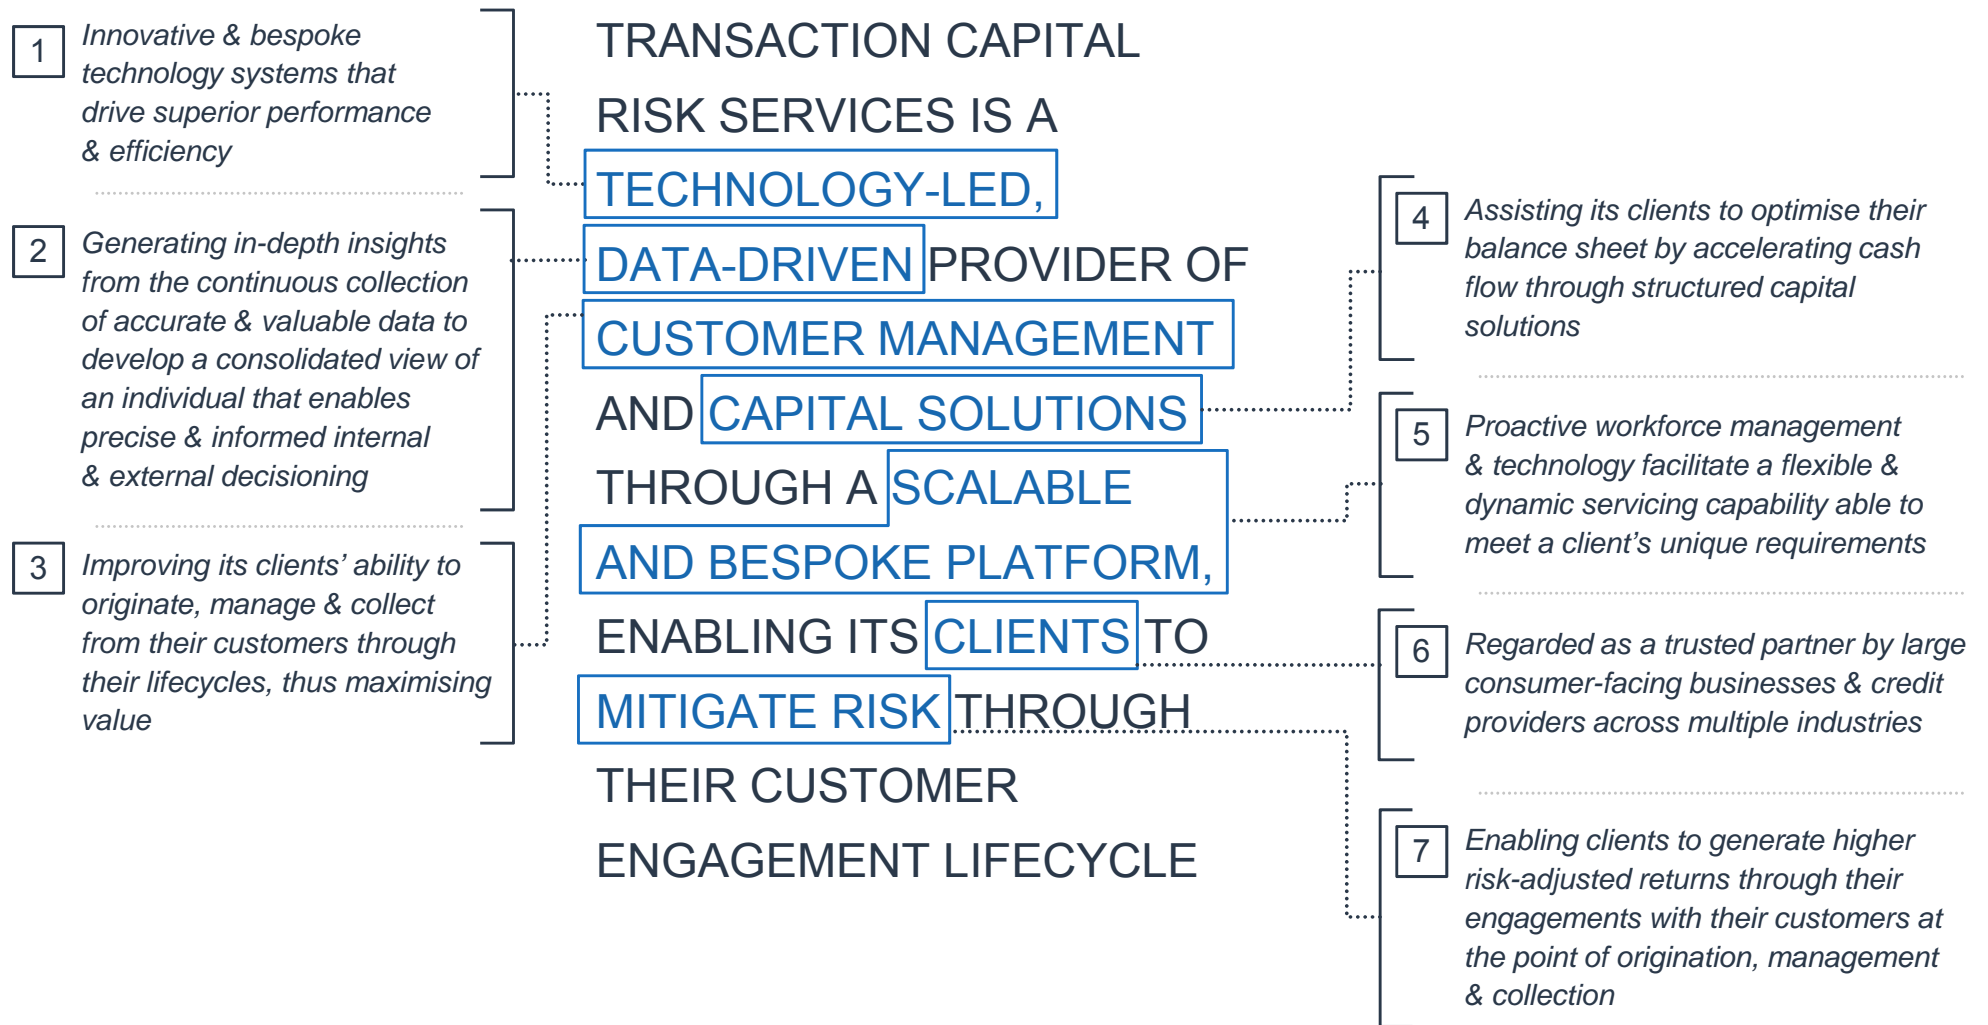 1
Innovative & bespoke
technology systems that
drive superior performance
& efficiency
2
Generating in-depth insights
from the continuous collection
of accurate & valuable data to
develop a consolidated view of
an individual that enables
precise & informed internal
& external decisioning
3
Improving its clients’ ability to
originate, manage & collect
from their customers through
their lifecycles, thus maximising
value
TRANSACTION CAPITAL
RISK SERVICES IS A
TECHNOLOGY-LED,
DATA-DRIVEN PROVIDER OF
CUSTOMER MANAGEMENT
AND CAPITAL SOLUTIONS
THROUGH A SCALABLE
AND BESPOKE PLATFORM,
ENABLING ITS CLIENTS TO
MITIGATE RISK THROUGH
THEIR CUSTOMER
ENGAGEMENT LIFECYCLE
4
Assisting its clients to optimise their
balance sheet by accelerating cash
flow through structured capital
solutions
5
Proactive workforce management
& technology facilitate a flexible &
dynamic servicing capability able to
meet a client’s unique requirements
6
Regarded as a trusted partner by large
consumer-facing businesses & credit
providers across multiple industries
7
Enabling clients to generate higher
risk-adjusted returns through their
engagements with their customers at
the point of origination, management
& collection